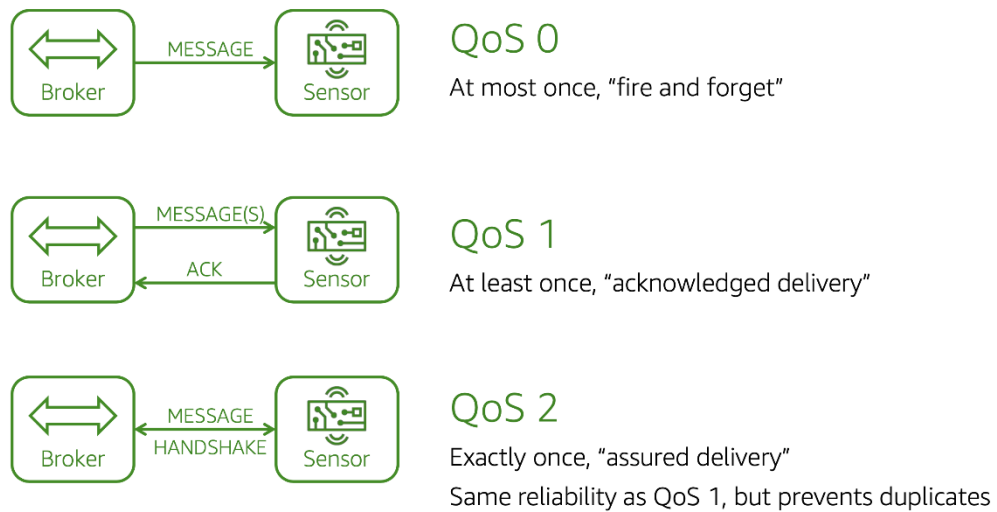 MESSAGE
Broker
Sensor
QoS 0
At most once, “fire and forget”
MESSAGE(S)
ACK
Broker
Sensor
QoS 1
At least once, “acknowledged delivery”
MESSAGE
HANDSHAKE
Broker
Sensor
QoS 2
Exactly once, “assured delivery”
Same reliability as QoS 1, but prevents duplicates